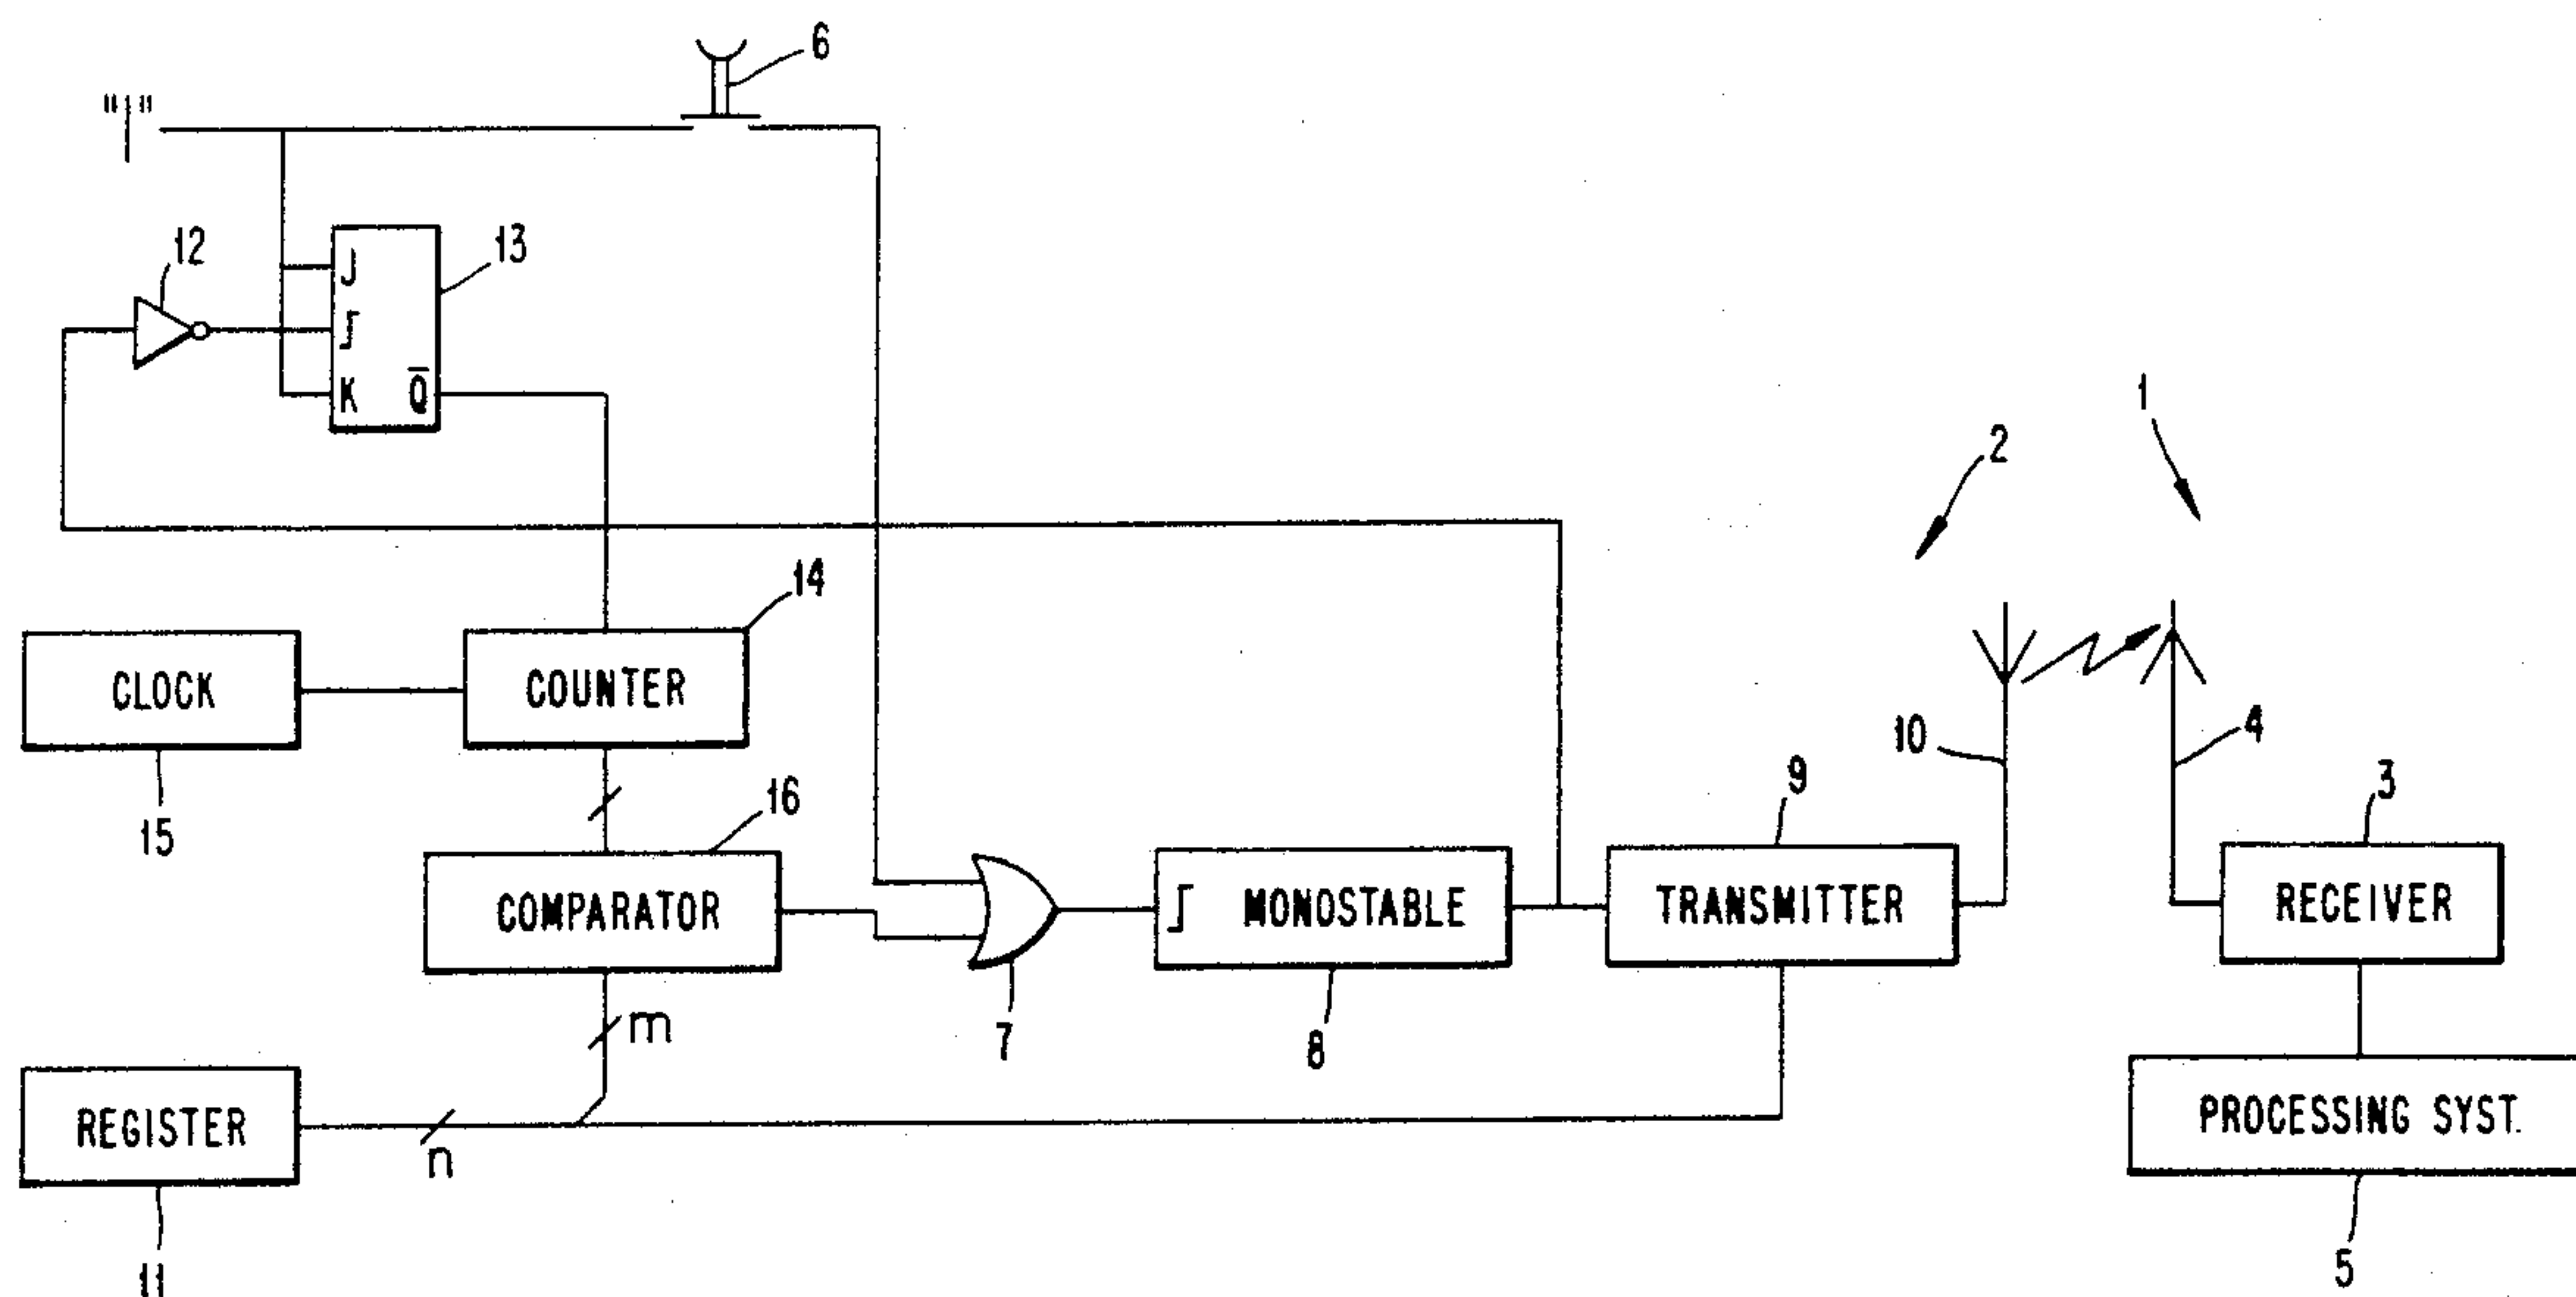 6
"1"
12
13
J
K
Q̅
1
2
14
CLOCK
COUNTER
10
4
15
16
9
3
COMPARATOR
MONOSTABLE
TRANSMITTER
RECEIVER
m
7
8
REGISTER
n
PROCESSING SYST.
11
5